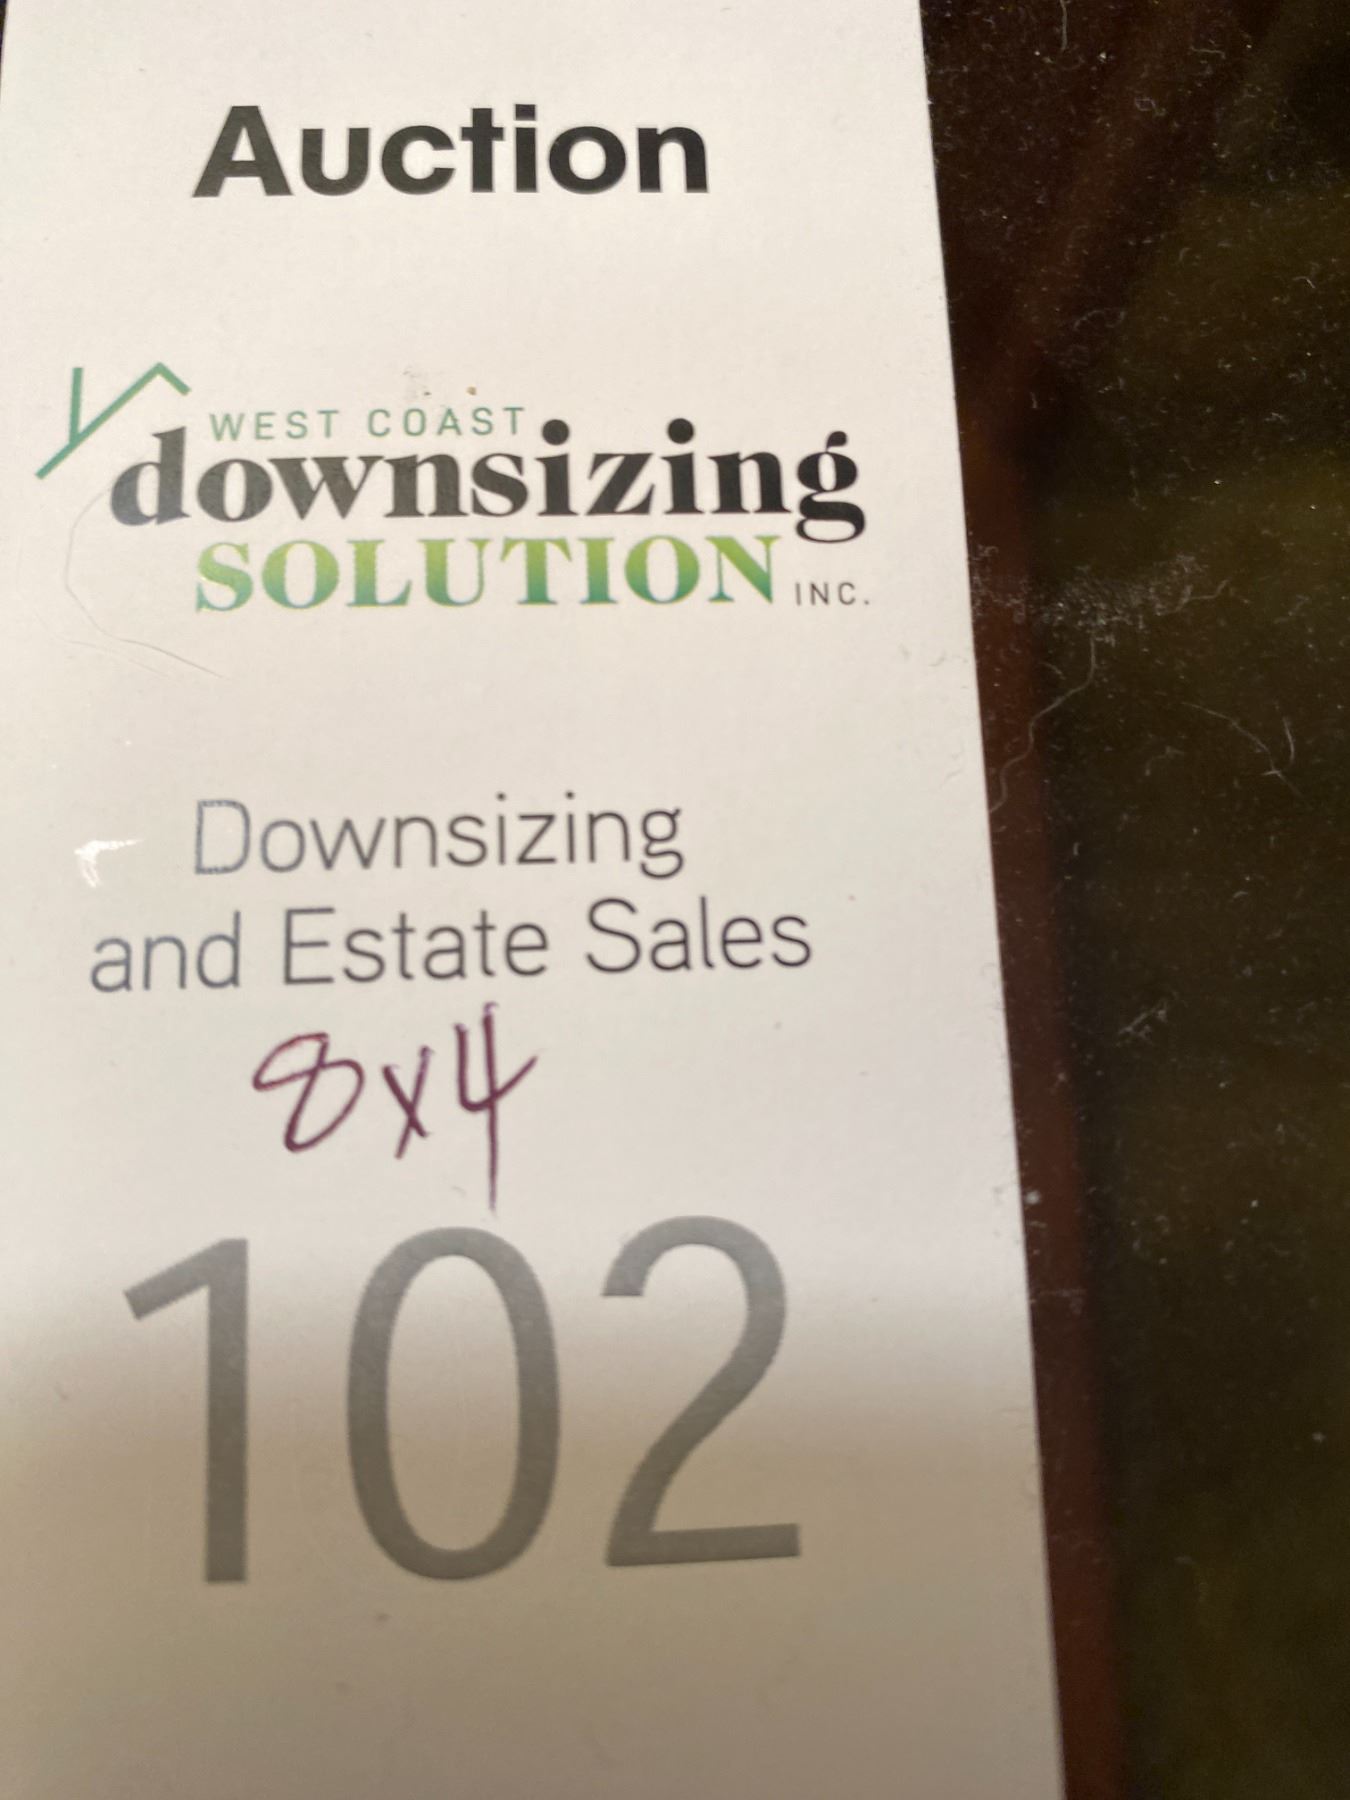 Auction
WEST COAST
downsizing
SOLUTION INC.
Downsizing
and Estate Sales
8x4
102